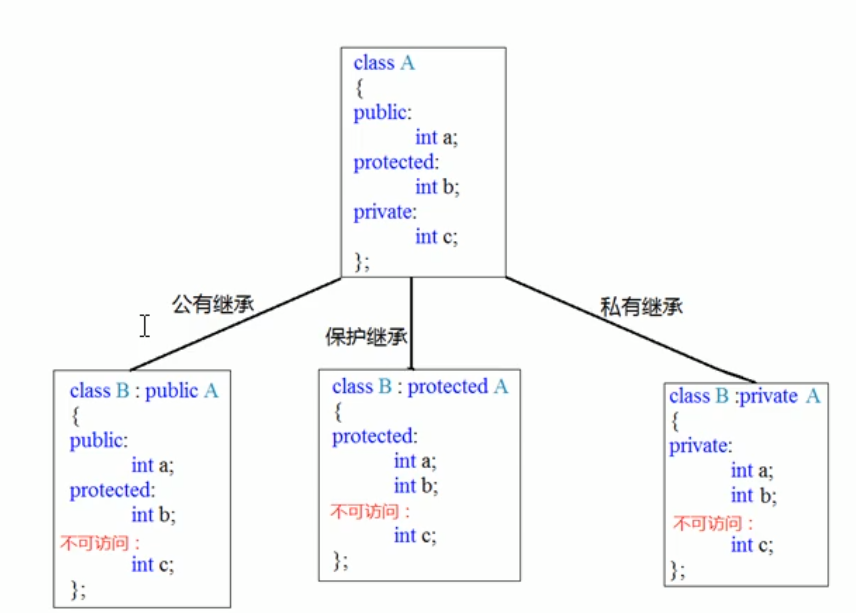 class A
{
public:
int a;
protected:
int b;
private:
int c;
};
公有继承
保护继承
私有继承
class B : public A
{
public:
int a;
protected:
int b;
不可访问：
int c;
};
class B : protected A
{
protected:
int a;
int b;
不可访问：
int c;
};
class B :private A
{
private:
int a;
int b;
不可访问：
int c;
};